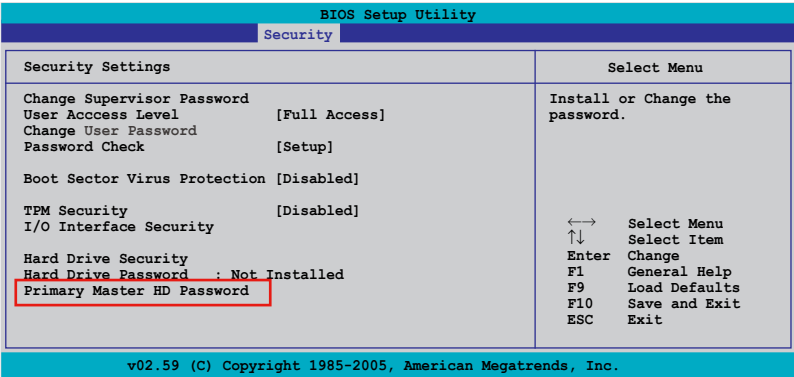 BIOS Setup Utility
Security
Security Settings
Change Supervisor Password
User Acccess Level [Full Access]
Change User Password
Password Check [Setup]
Boot Sector Virus Protection [Disabled]
TPM Security [Disabled]
I/O Interface Security
Hard Drive Security
Hard Drive Password : Not Installed
Primary Master HD Password
Select Menu
Install or Change the
password.
←→ Select Menu
↑↓ Select Item
Enter Change
F1 General Help
F9 Load Defaults
F10 Save and Exit
ESC Exit
v02.59 (C) Copyright 1985-2005, American Megatrends, Inc.